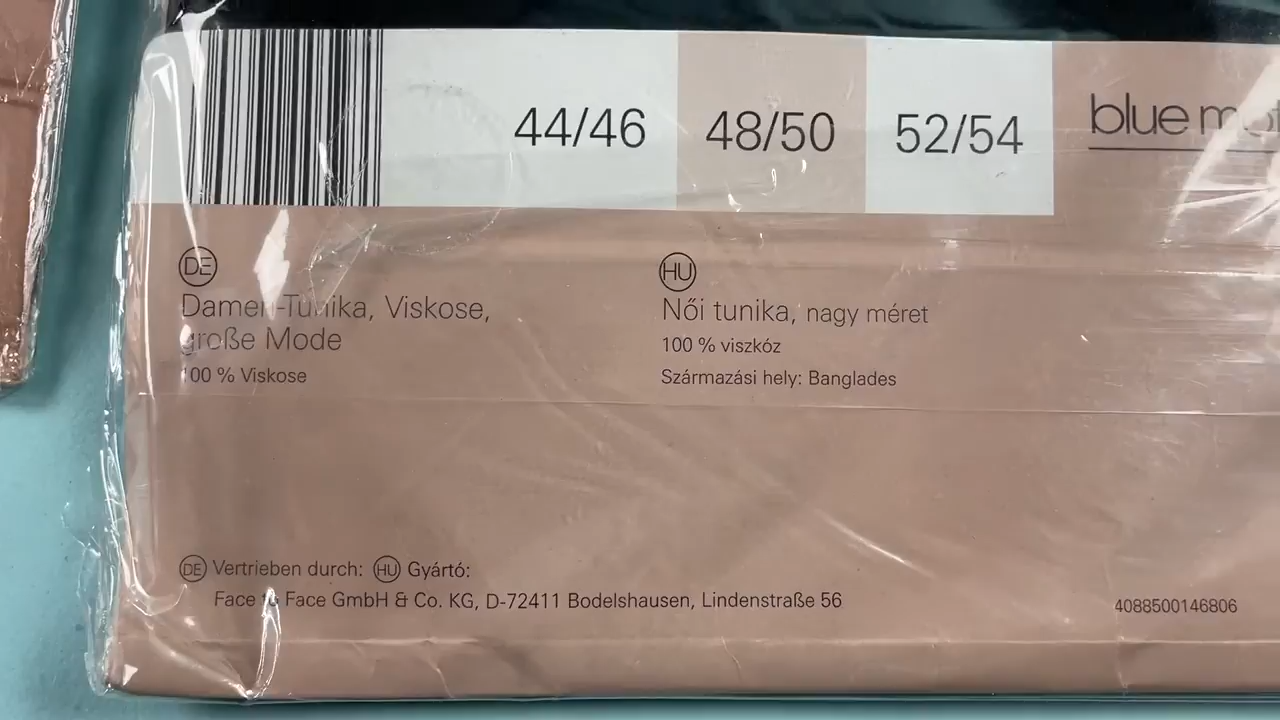 44/46 48/50 52/54 blue
DE
Damen-Tunika, Viskose,
große Mode
100 % Viskose
HU
Női tunika, nagy méret
100 % viszkóz
Származási hely: Banglades
DE Vertrieben durch: HU Gyártó:
Face to Face GmbH & Co. KG, D-72411 Bodelshausen, Lindenstraße 56
4088500146806